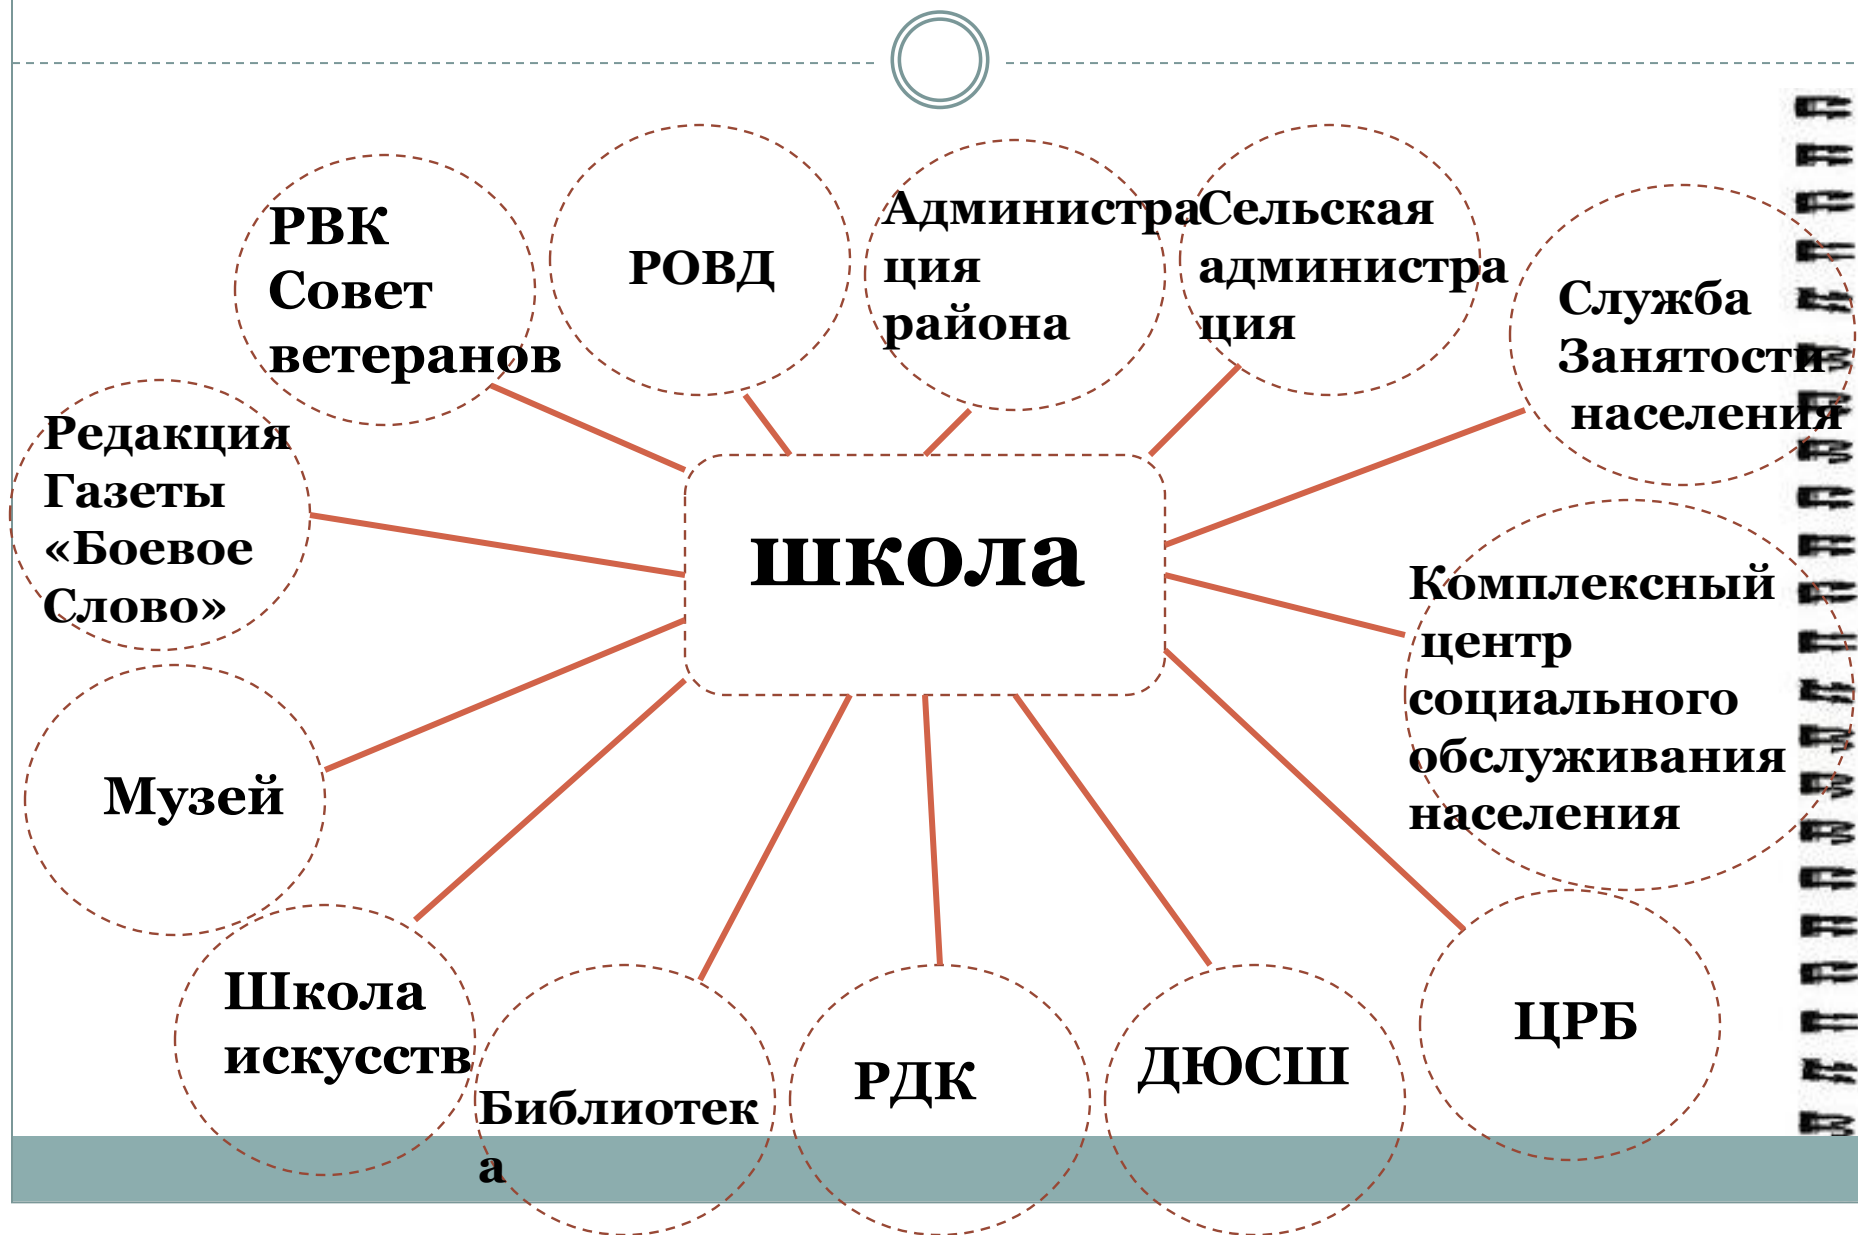 РВК
Совет
ветеранов
РОВД
Администра
ция
района
Сельская
администра
ция
Служба
Занятости
населения
Редакция
Газеты
«Боевое
Слово»
школа
Комплексный
центр
социального
обслуживания
населения
Музей
Школа
искусств
Библиотек
а
РДК
ДЮСШ
ЦРБ